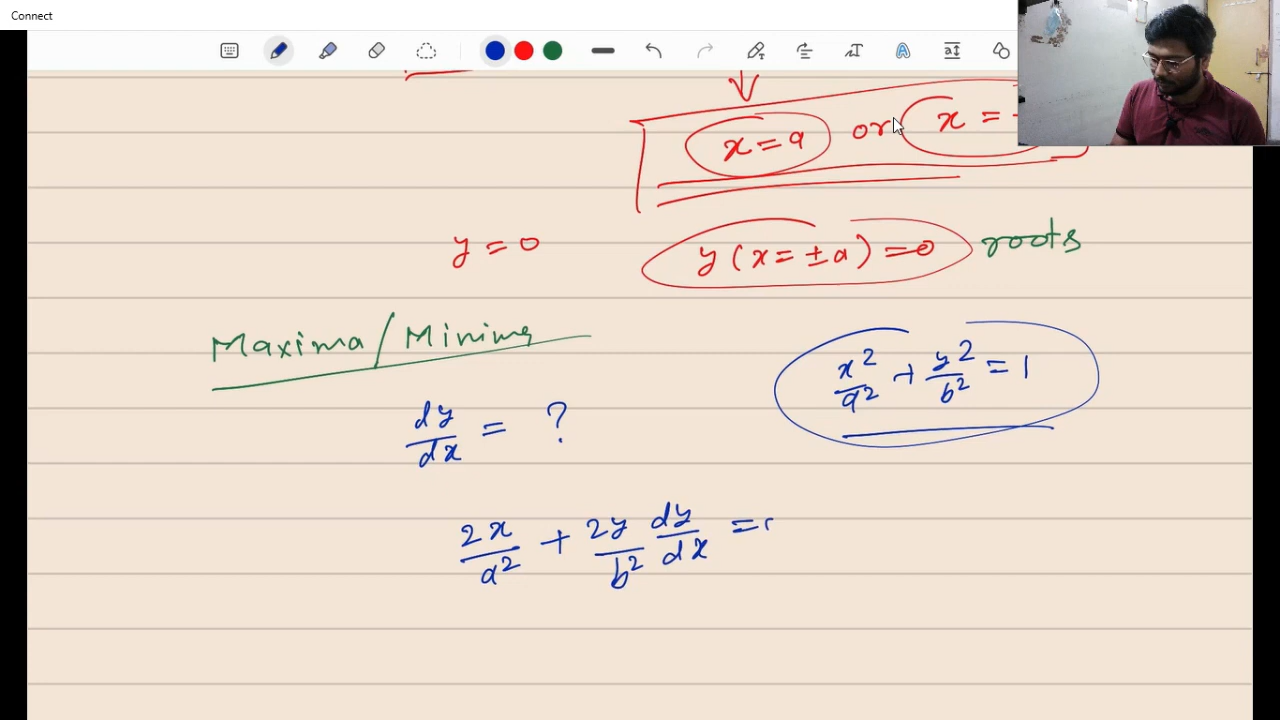 Connect
x = a or x = -
y = 0 y (x = ± a) = 0 roots
Maxima / Minima
x²/a² + y²/b² = 1
dy/dx = ?
2x/a² + 2y/b² dy/dx =